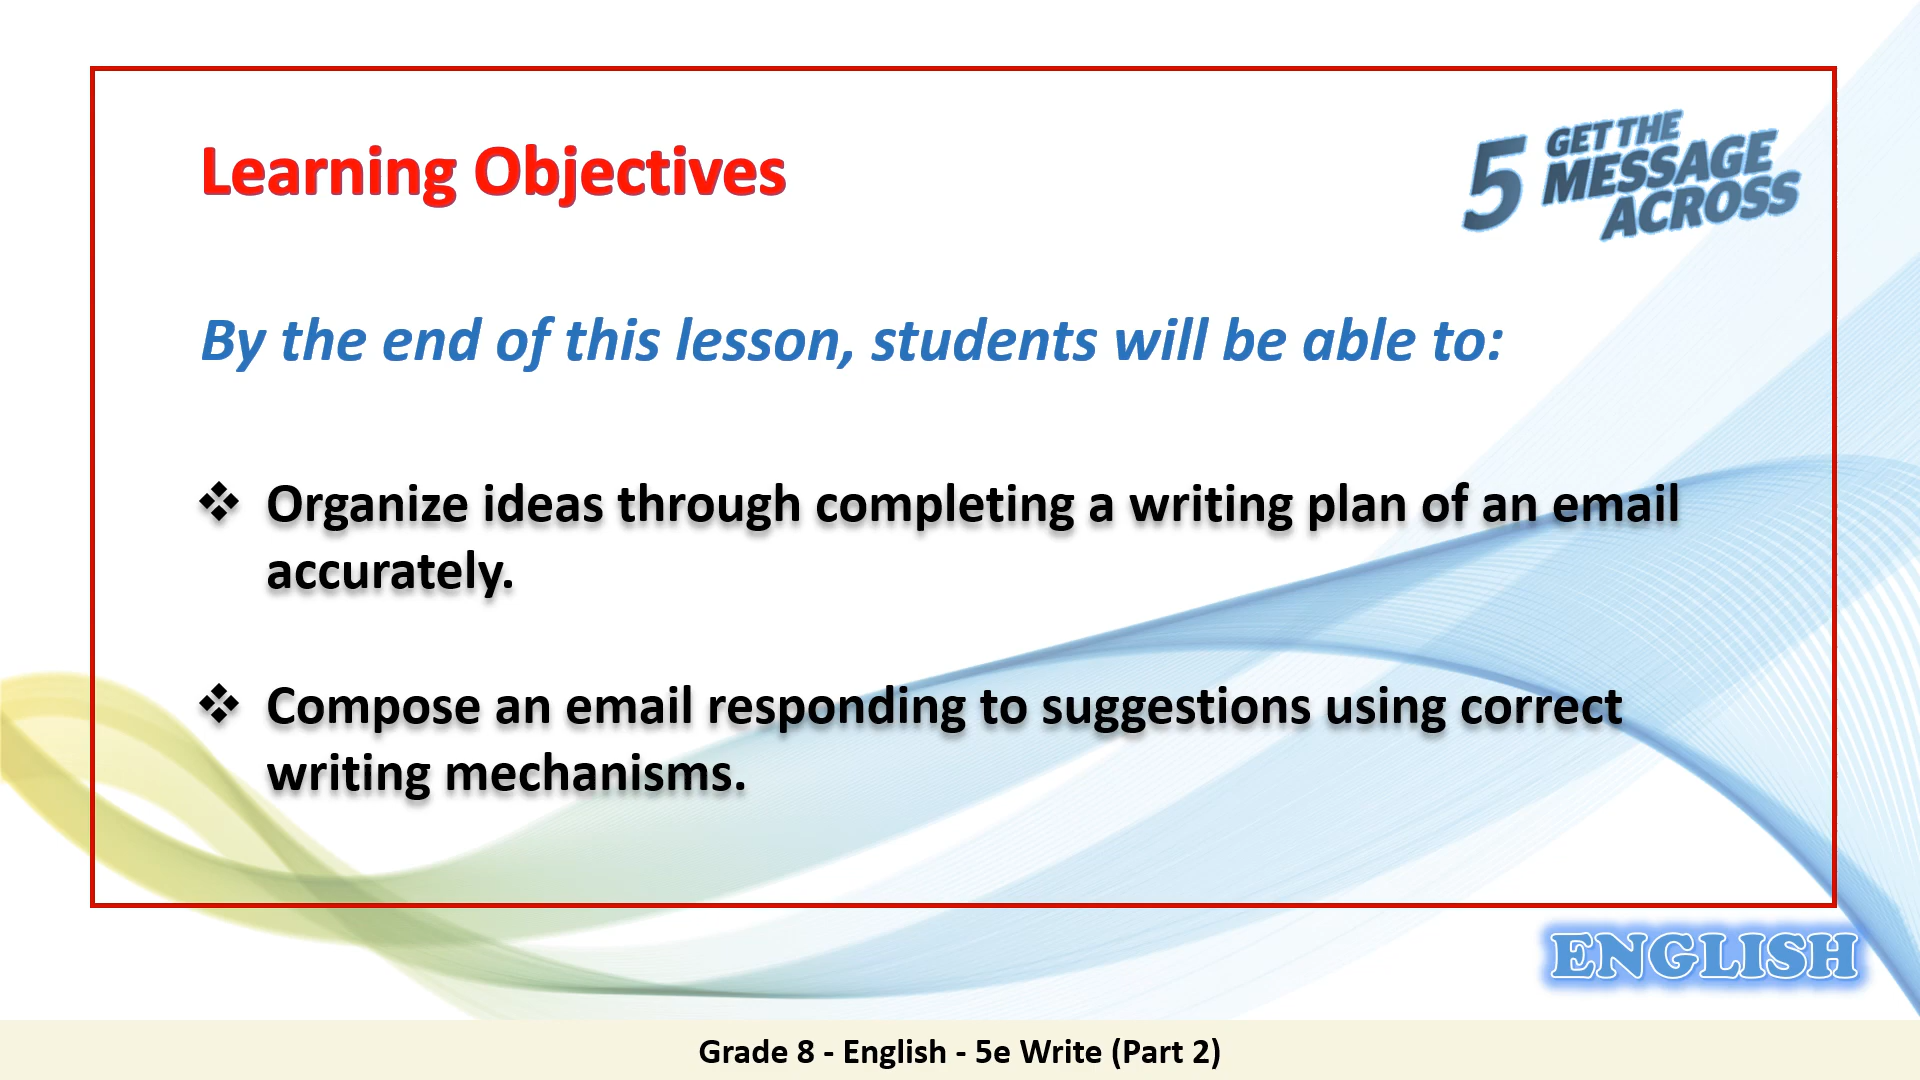 Learning Objectives
5 GET THE
MESSAGE
ACROSS
By the end of this lesson, students will be able to:
❖ Organize ideas through completing a writing plan of an email
accurately.
❖ Compose an email responding to suggestions using correct
writing mechanisms.
ENGLISH
Grade 8 - English - 5e Write (Part 2)